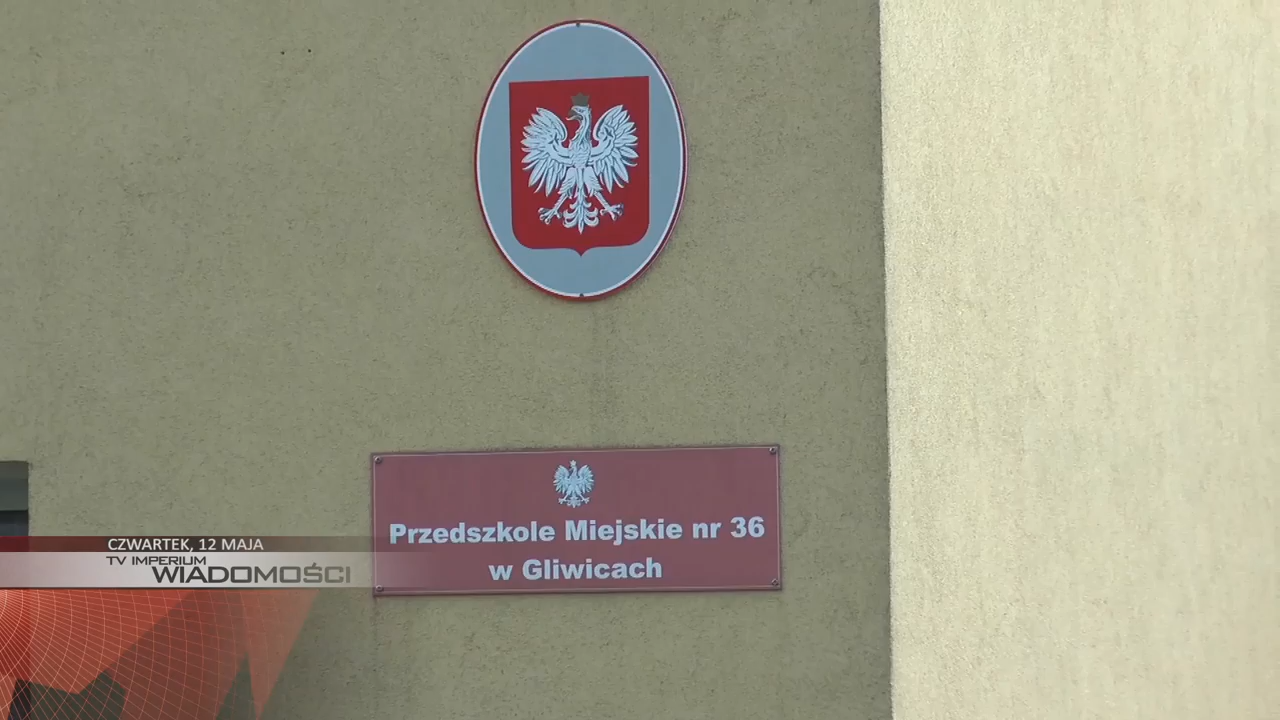 Przedszkole Miejskie nr 36
w Gliwicach
CZWARTEK, 12 MAJA
TV IMPERIUM
WIADOMOŚCI